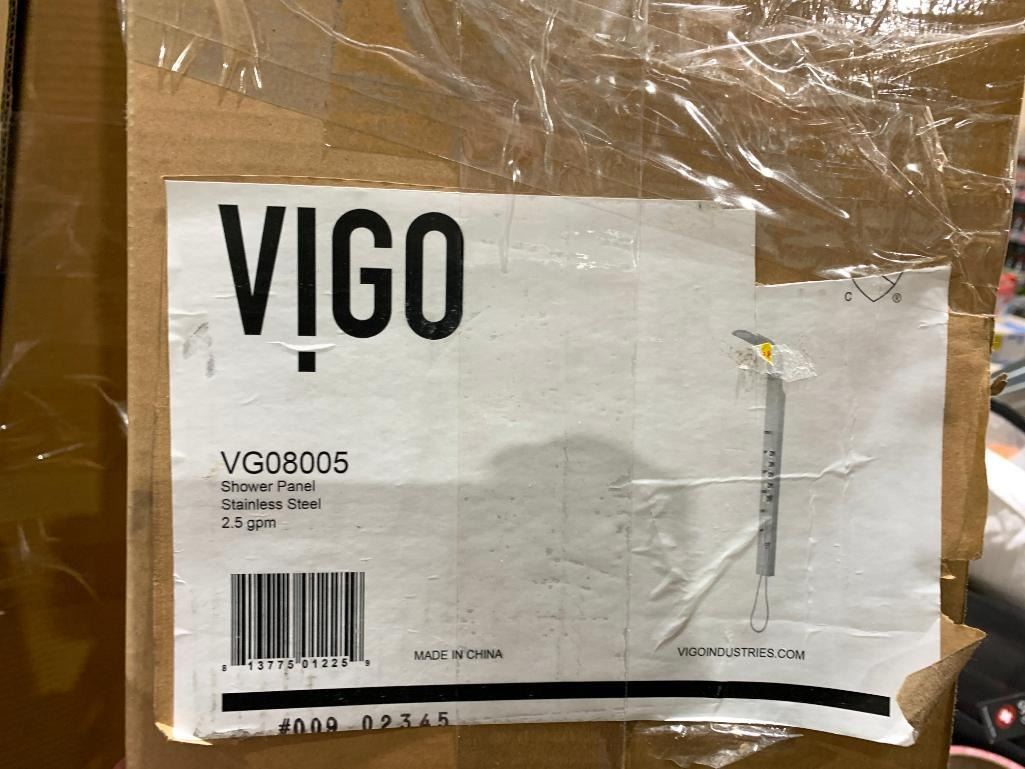 VIGO
C ®
VG08005
Shower Panel
Stainless Steel
2.5 gpm
8 13775 01225 9
MADE IN CHINA
VIGOINDUSTRIES.COM
#009 02345